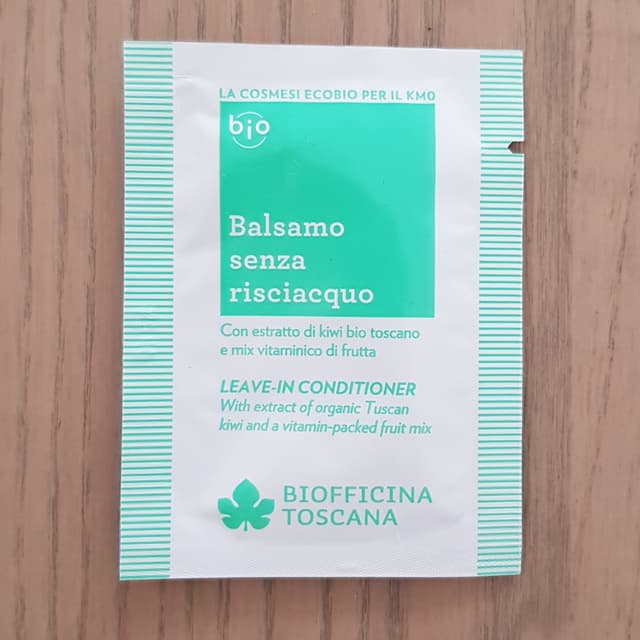 LA COSMESI ECOBIO PER IL KM0
bio
Balsamo
senza
risciacquo
Con estratto di kiwi bio toscano
e mix vitaminico di frutta
LEAVE-IN CONDITIONER
With extract of organic Tuscan
kiwi and a vitamin-packed fruit mix
BIOFFICINA
TOSCANA